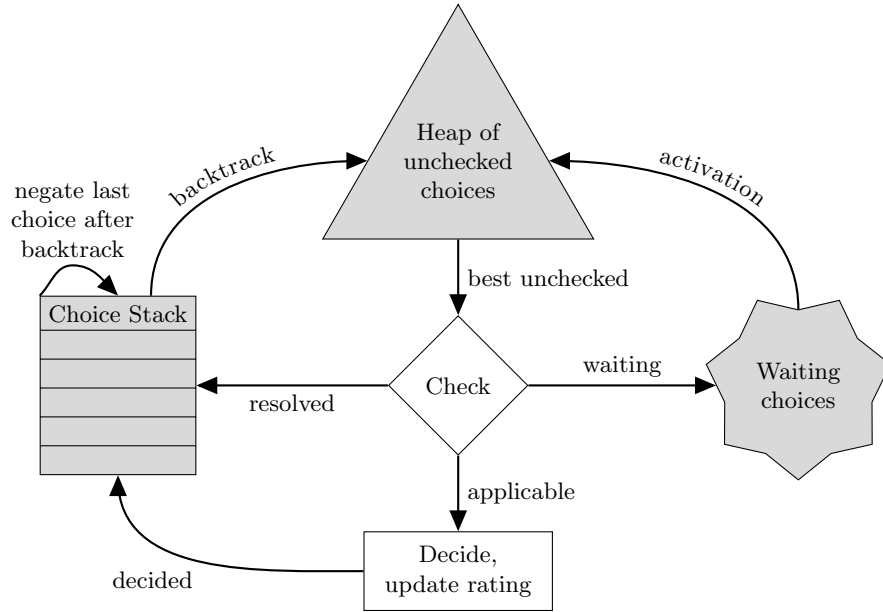 Heap of
unchecked
choices
backtrack
activation
negate last
choice after
backtrack
best unchecked
Choice Stack
Check
waiting
Waiting
choices
resolved
applicable
Decide,
update rating
decided